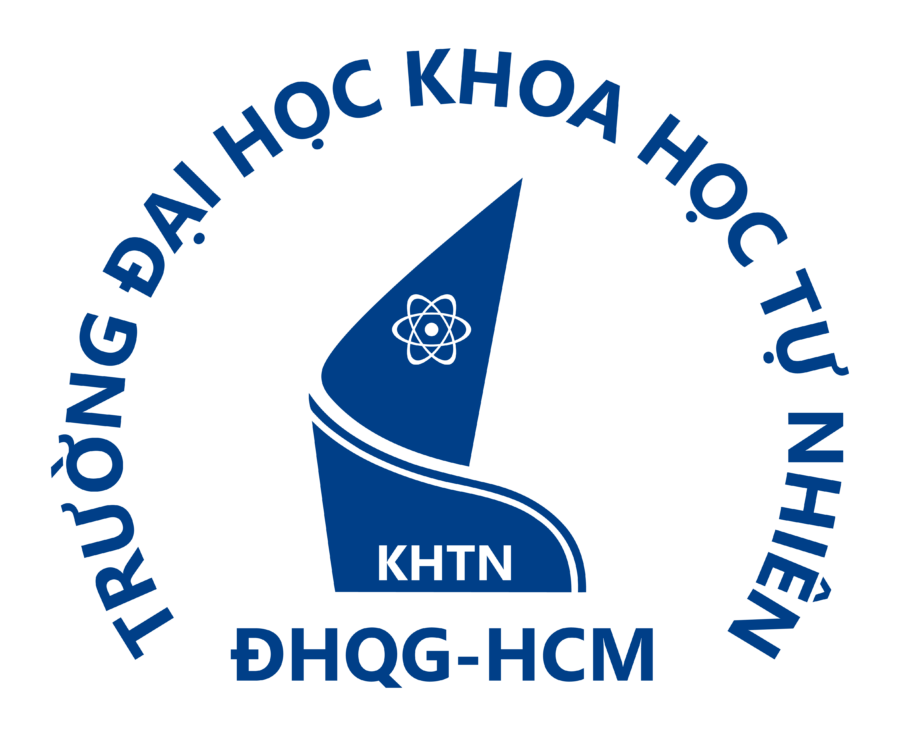 TRƯỜNG ĐẠI HỌC KHOA HỌC TỰ NHIÊN
KHTN
ĐHQG-HCM